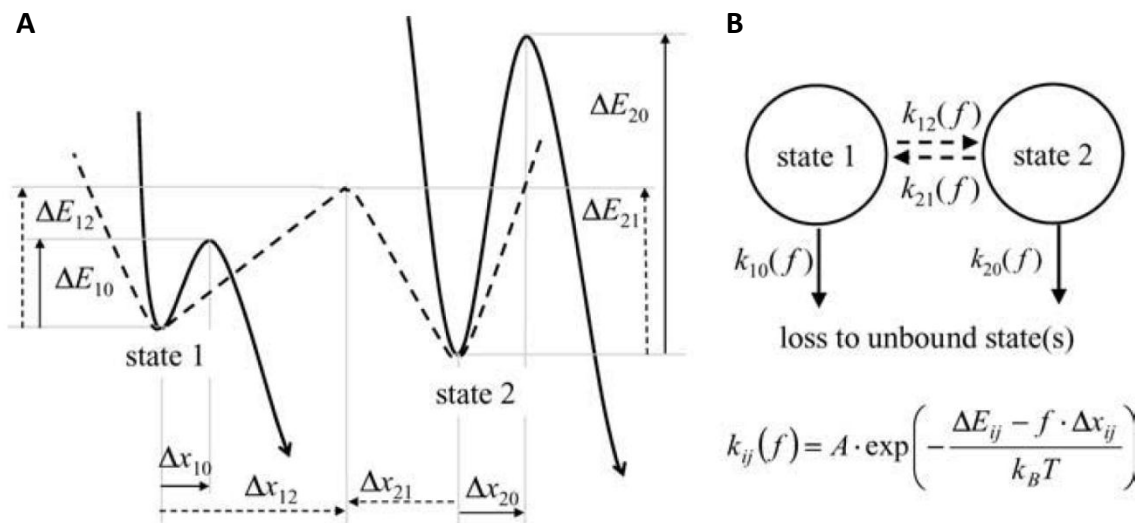 A
B
ΔE₁₂
ΔE₁₀
ΔE₂₀
ΔE₂₁
state 1
state 2
Δx₁₀
Δx₁₂
Δx₂₁
Δx₂₀
k₁₂(f)
state 1
state 2
k₂₁(f)
k₁₀(f)
k₂₀(f)
loss to unbound state(s)
kᵢⱼ(f) = A · exp(− (ΔEᵢⱼ − f · Δxᵢⱼ) / k_BT)